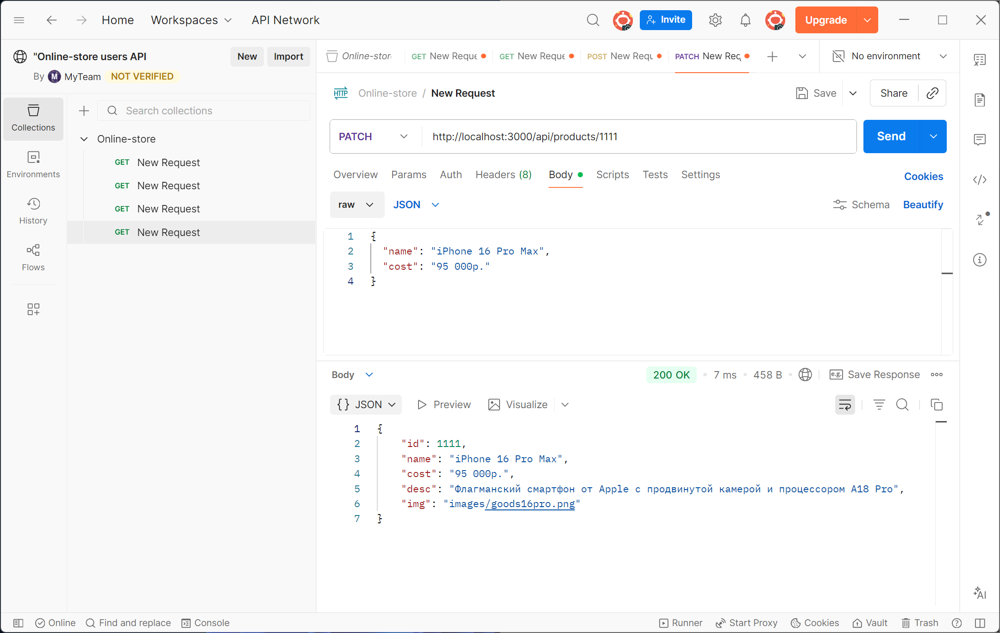 Home Workspaces API Network Invite Upgrade
"Online-store users API New Import
By M MyTeam NOT VERIFIED
Online-stor GET New Reque GET New Reque POST New Requ PATCH New Req No environment
Collections
Environments
History
Flows
Search collections
Online-store
GET New Request
GET New Request
GET New Request
GET New Request
HTTP Online-store / New Request Save Share
PATCH http://localhost:3000/api/products/1111 Send
Overview Params Auth Headers (8) Body Scripts Tests Settings Cookies
raw JSON Schema Beautify
1 {
2 "name": "iPhone 16 Pro Max",
3 "cost": "95 000р."
4 }
Body 200 OK 7 ms 458 B e.g. Save Response
{} JSON Preview Visualize
1 {
2 "id": 1111,
3 "name": "iPhone 16 Pro Max",
4 "cost": "95 000р.",
5 "desc": "Флагманский смартфон от Apple с продвинутой камерой и процессором A18 Pro",
6 "img": "images/goods16pro.png"
7 }
AI
Online Find and replace Console Runner Start Proxy Cookies Vault Trash